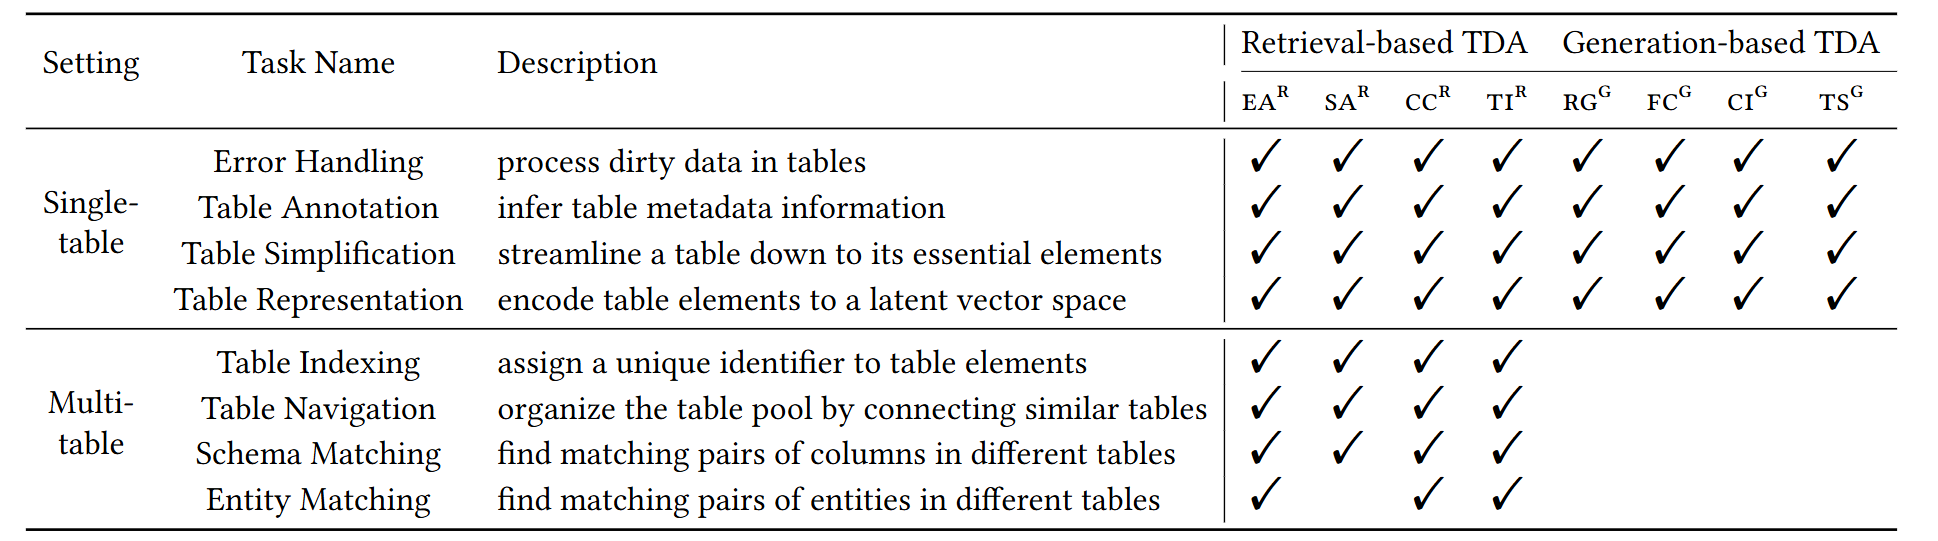 Setting Task Name Description Retrieval-based TDA Generation-based TDA
EA^R SA^R CC^R TI^R RG^G FC^G CI^G TS^G
Single-table
Error Handling process dirty data in tables ✓ ✓ ✓ ✓ ✓ ✓ ✓ ✓
Table Annotation infer table metadata information ✓ ✓ ✓ ✓ ✓ ✓ ✓ ✓
Table Simplification streamline a table down to its essential elements ✓ ✓ ✓ ✓ ✓ ✓ ✓ ✓
Table Representation encode table elements to a latent vector space ✓ ✓ ✓ ✓ ✓ ✓ ✓ ✓
Multi-table
Table Indexing assign a unique identifier to table elements ✓ ✓ ✓ ✓
Table Navigation organize the table pool by connecting similar tables ✓ ✓ ✓ ✓
Schema Matching find matching pairs of columns in different tables ✓ ✓ ✓ ✓
Entity Matching find matching pairs of entities in different tables ✓ ✓ ✓